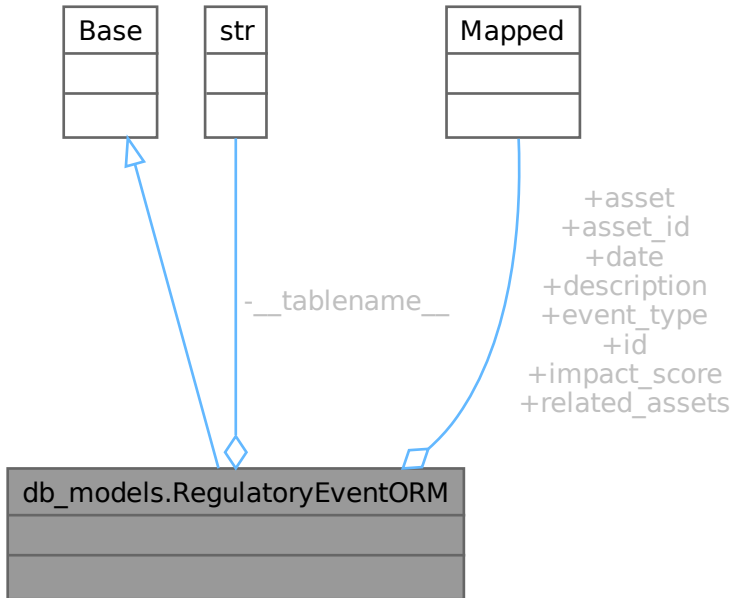 Base
str
Mapped
+asset
+asset_id
+date
+description
+event_type
+id
+impact_score
+related_assets
-__tablename__
db_models.RegulatoryEventORM